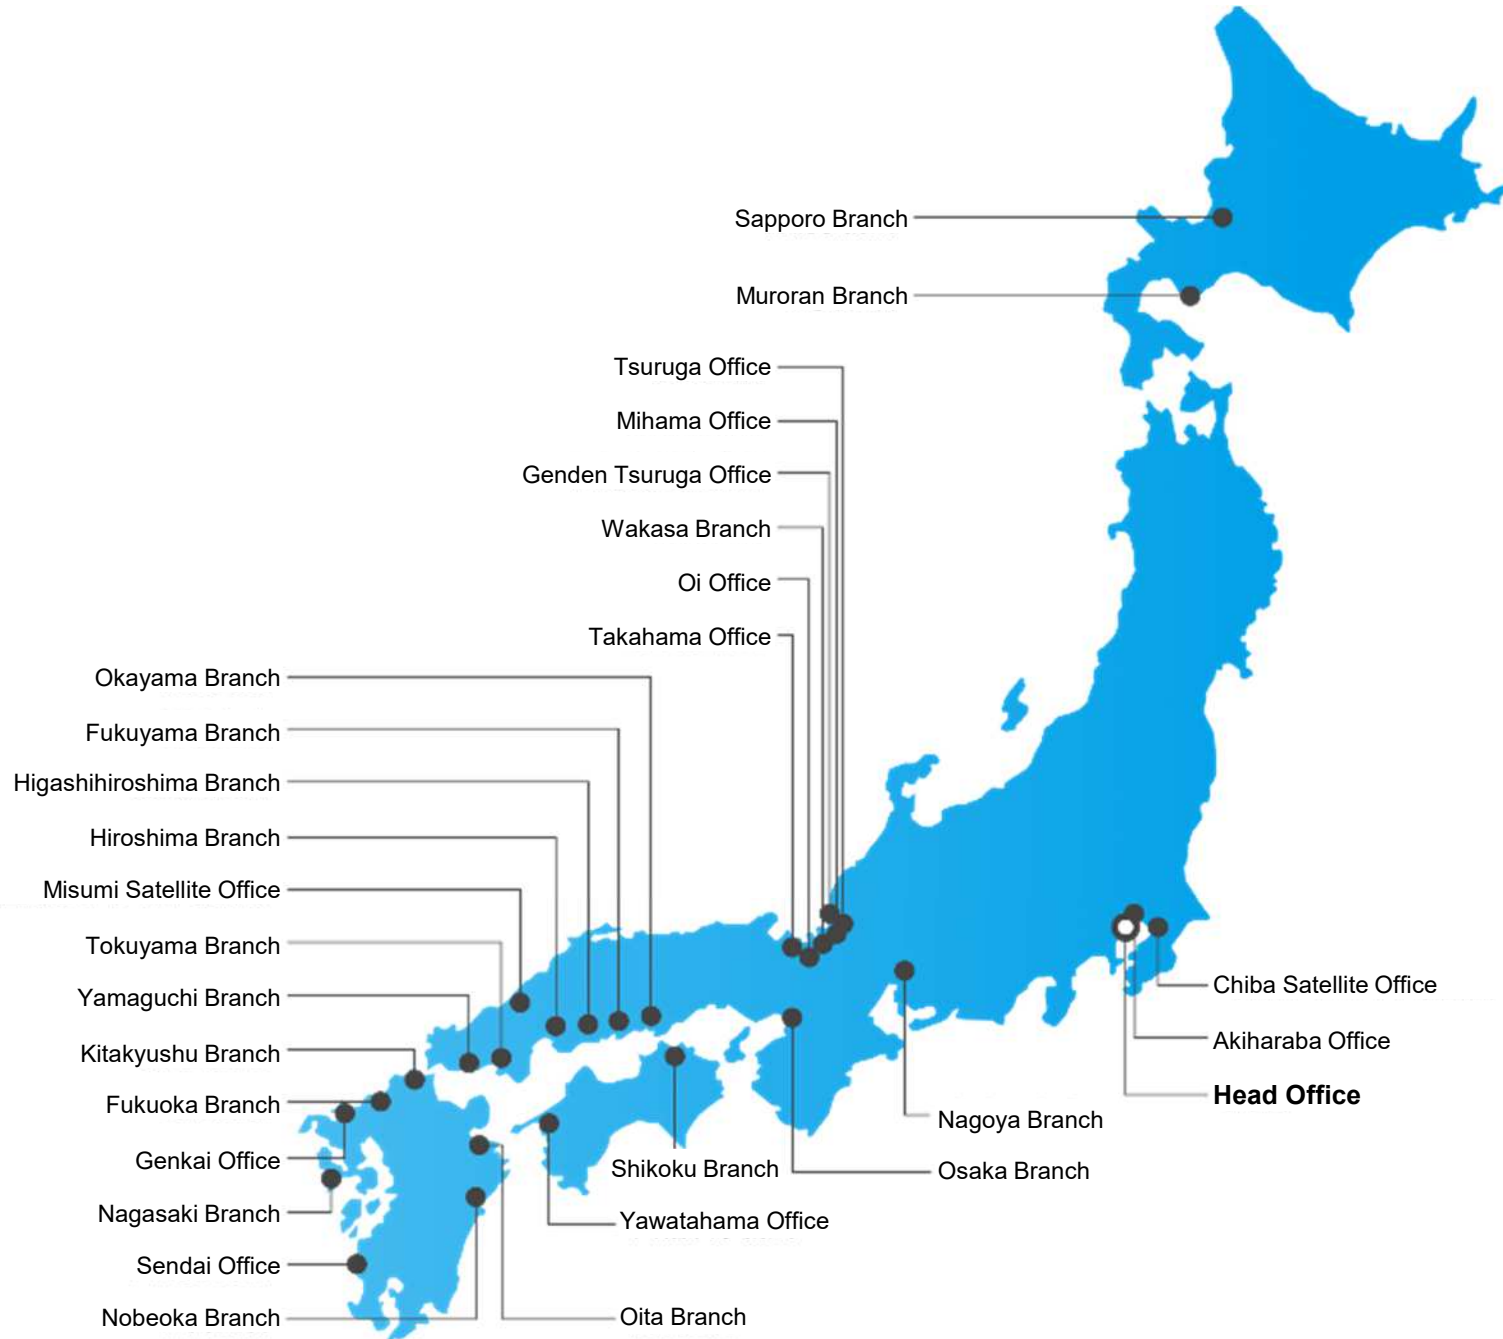 Sapporo Branch
Muroran Branch
Tsuruga Office
Mihama Office
Genden Tsuruga Office
Wakasa Branch
Oi Office
Takahama Office
Okayama Branch
Fukuyama Branch
Higashihiroshima Branch
Hiroshima Branch
Misumi Satellite Office
Tokuyama Branch
Yamaguchi Branch
Kitakyushu Branch
Fukuoka Branch
Genkai Office
Nagasaki Branch
Sendai Office
Nobeoka Branch
Oita Branch
Yawatahama Office
Shikoku Branch
Osaka Branch
Nagoya Branch
Head Office
Akiharaba Office
Chiba Satellite Office